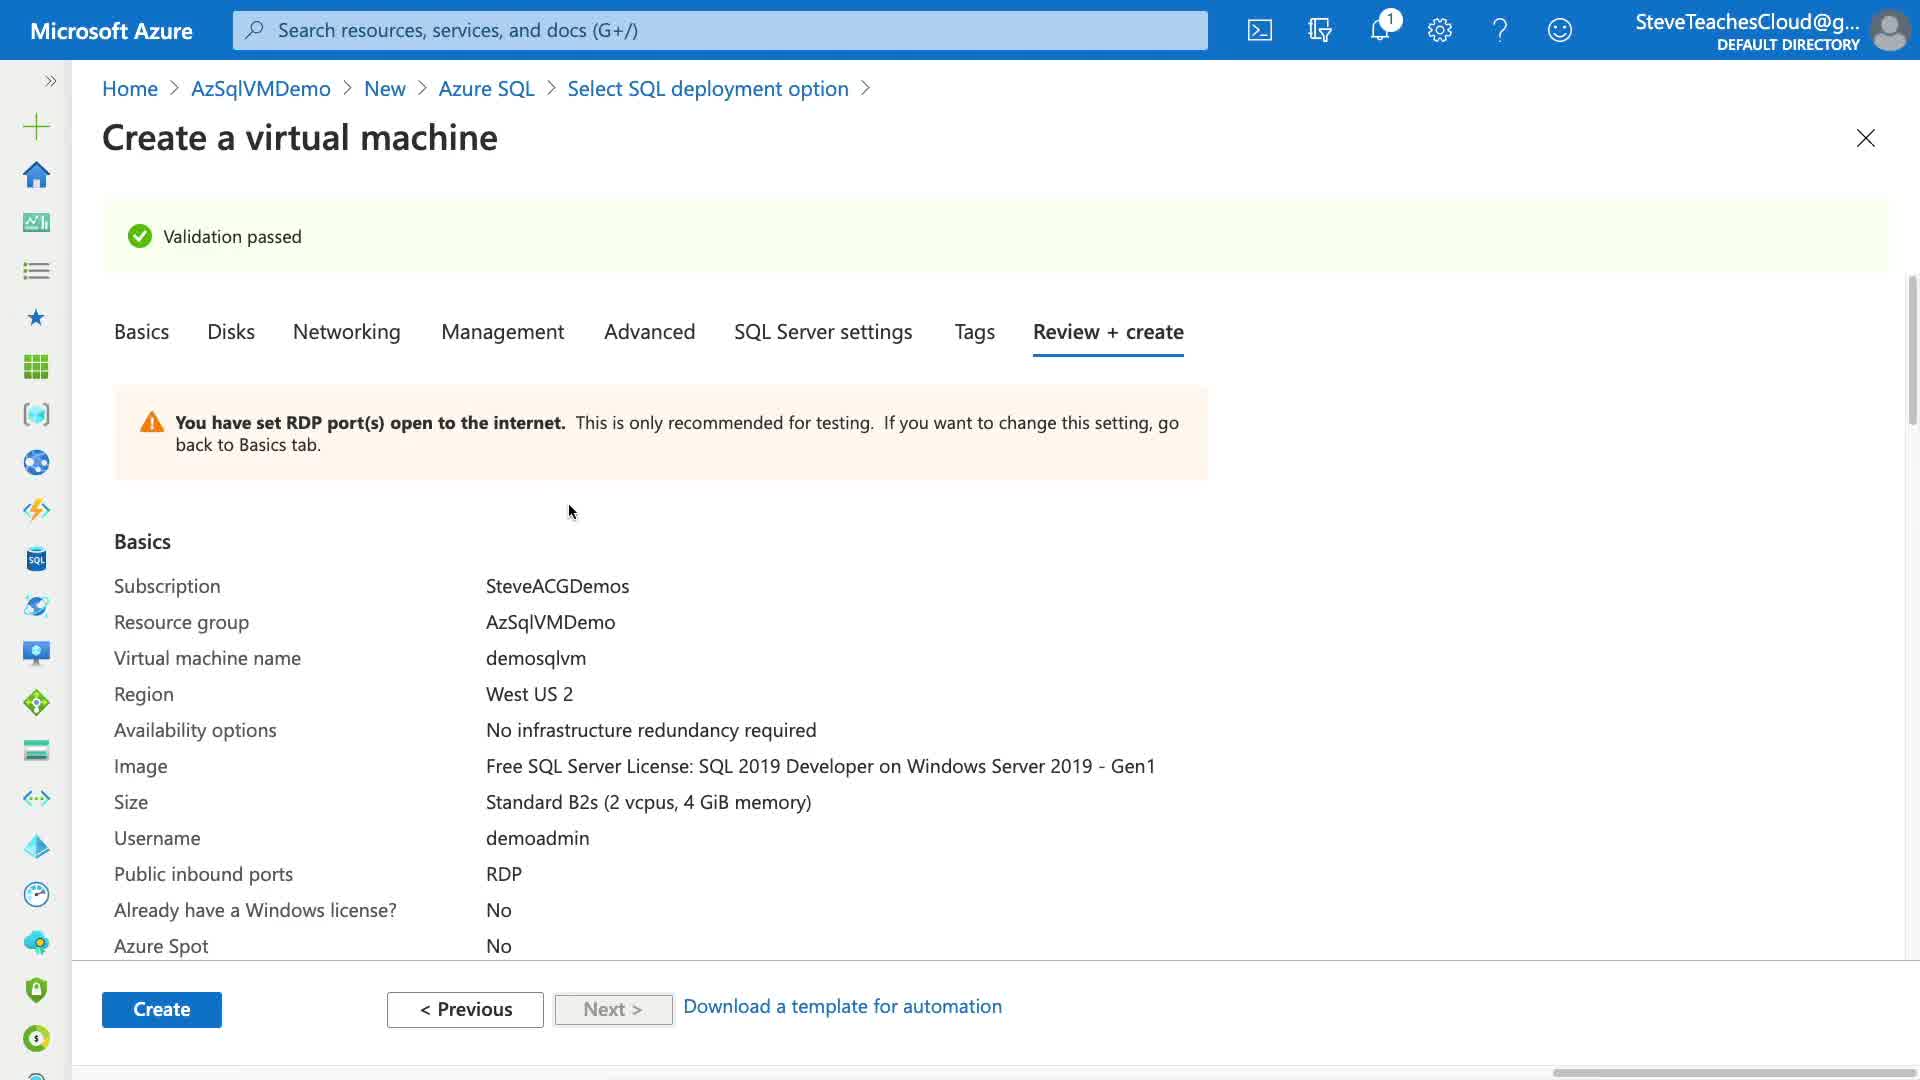 Microsoft Azure
Search resources, services, and docs (G+/)
1
SteveTeachesCloud@g...
DEFAULT DIRECTORY
Home > AzSqlVMDemo > New > Azure SQL > Select SQL deployment option >
Create a virtual machine
Validation passed
Basics Disks Networking Management Advanced SQL Server settings Tags Review + create
You have set RDP port(s) open to the internet. This is only recommended for testing. If you want to change this setting, go
back to Basics tab.
Basics
Subscription SteveACGDemos
Resource group AzSqlVMDemo
Virtual machine name demosqlvm
Region West US 2
Availability options No infrastructure redundancy required
Image Free SQL Server License: SQL 2019 Developer on Windows Server 2019 - Gen1
Size Standard B2s (2 vcpus, 4 GiB memory)
Username demoadmin
Public inbound ports RDP
Already have a Windows license? No
Azure Spot No
Create < Previous Next > Download a template for automation
SQL